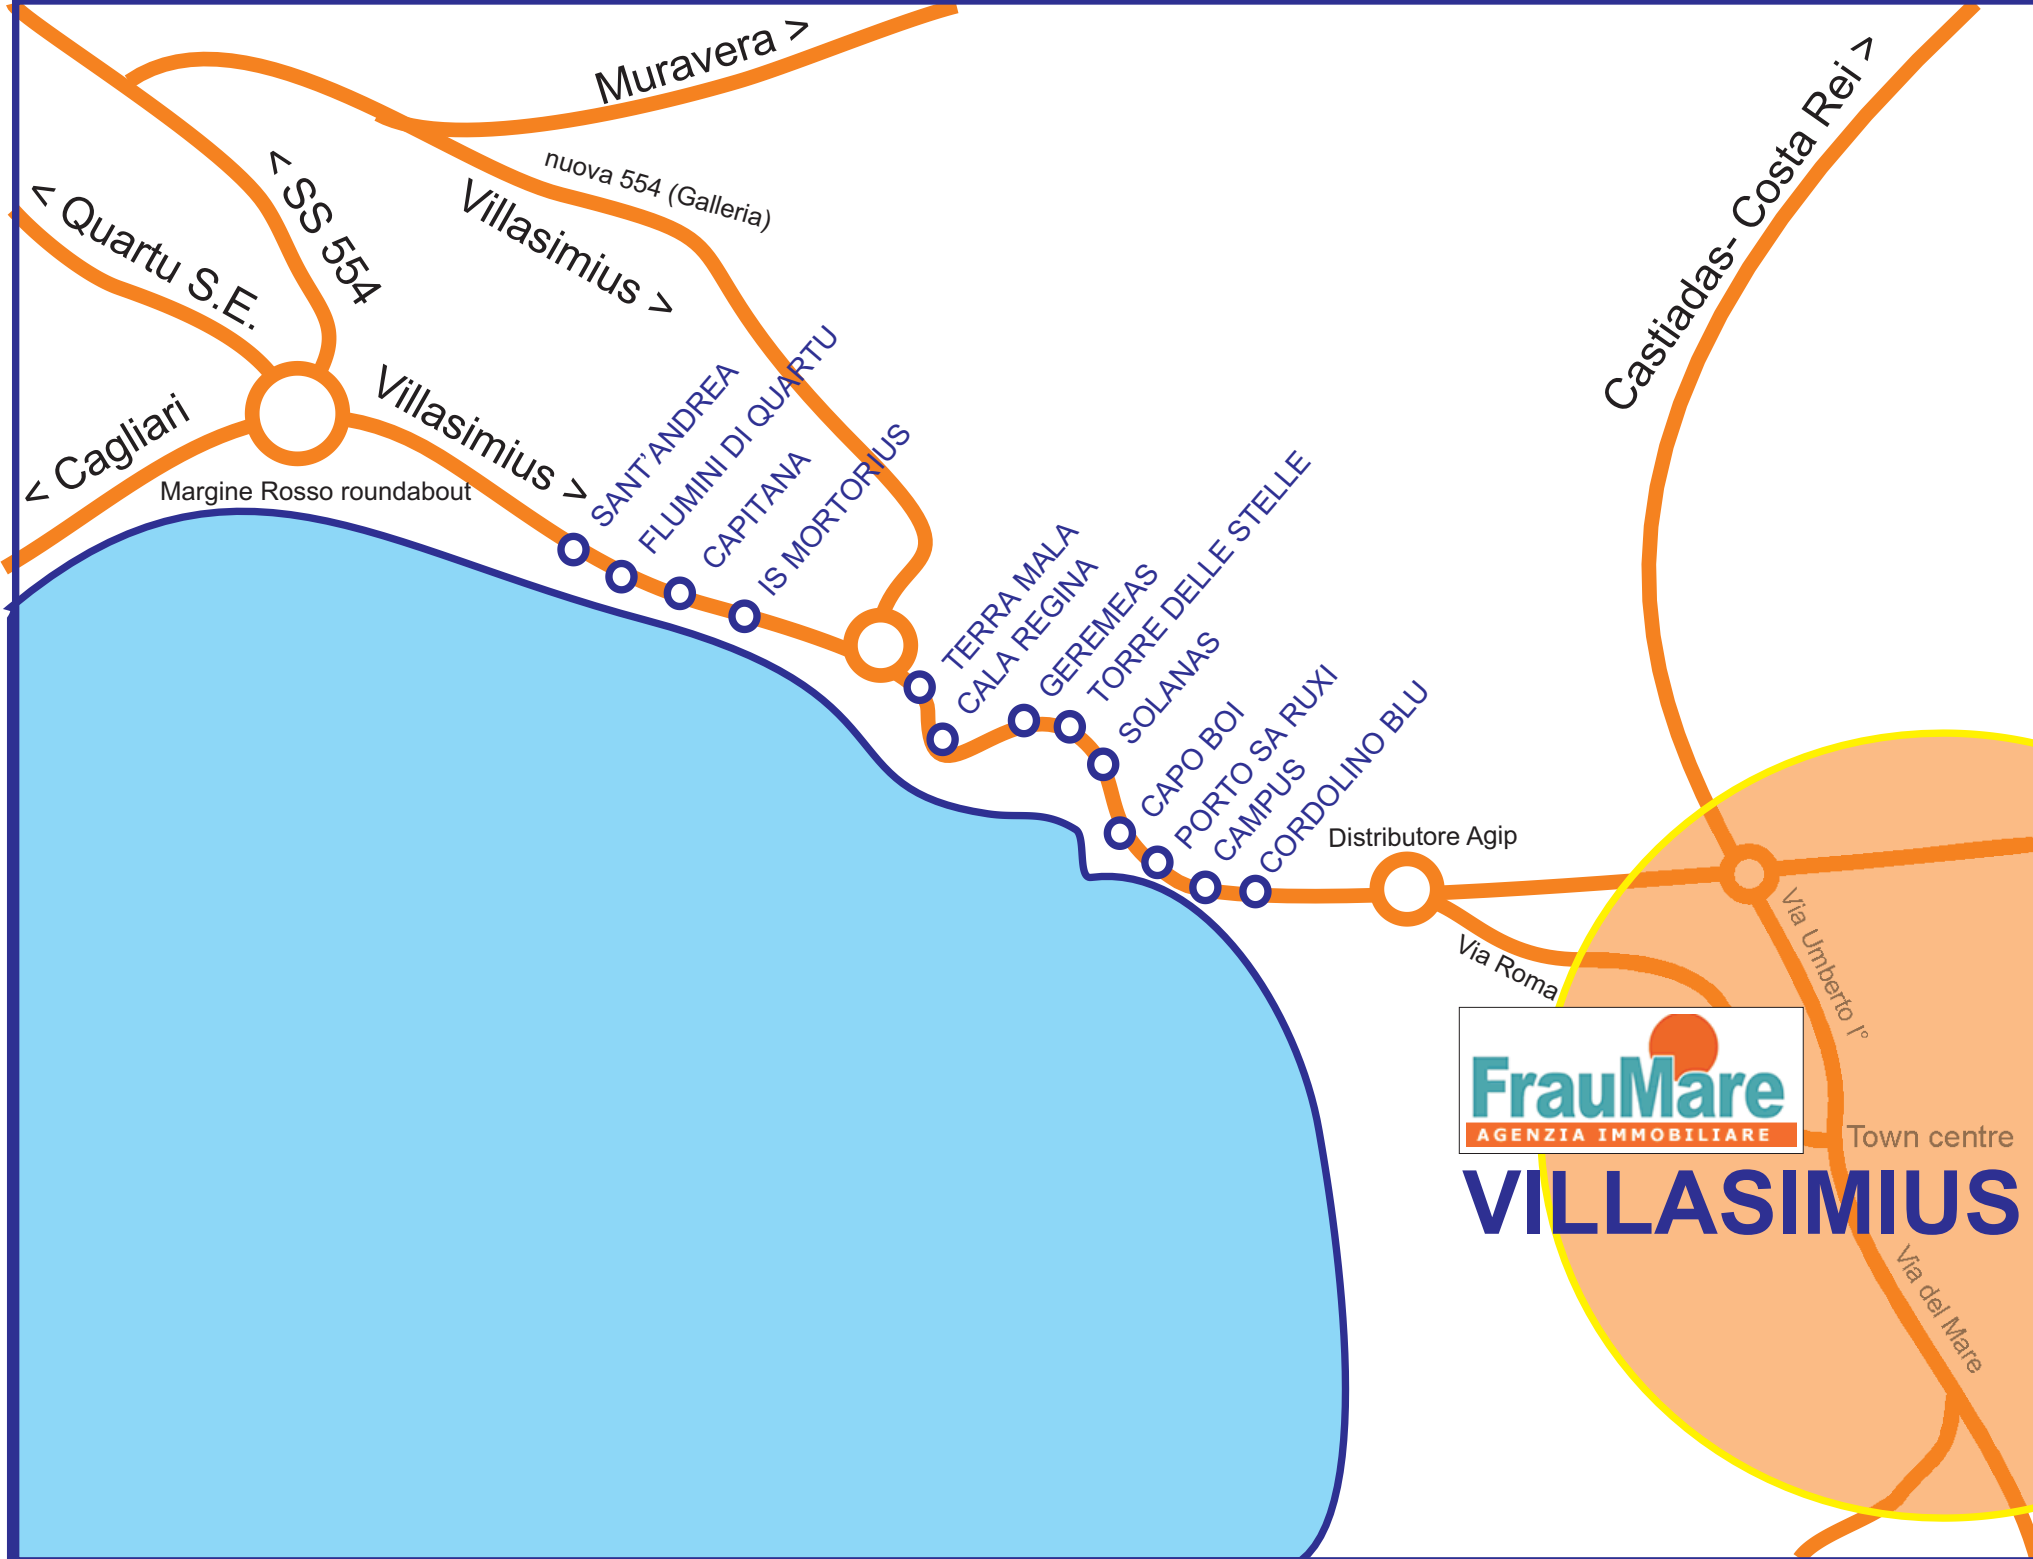 Muravera >
Castiadas- Costa Rei >
nuova 554 (Galleria)
Villasimius >
< SS 554
< Quartu S.E.
< Cagliari
Villasimius >
Margine Rosso roundabout
SANT'ANDREA
FLUMINI DI QUARTU
CAPITANA
IS MORTORIUS
TERRA MALA
CALA REGINA
GEREMEAS
TORRE DELLE STELLE
SOLANAS
CAPO BOI
PORTO SA RUXI
CAMPUS
CORDOLINO BLU
Distributore Agip
Via Roma
Via Umberto I°
FrauMare
AGENZIA IMMOBILIARE
Town centre
VILLASIMIUS
Via del Mare